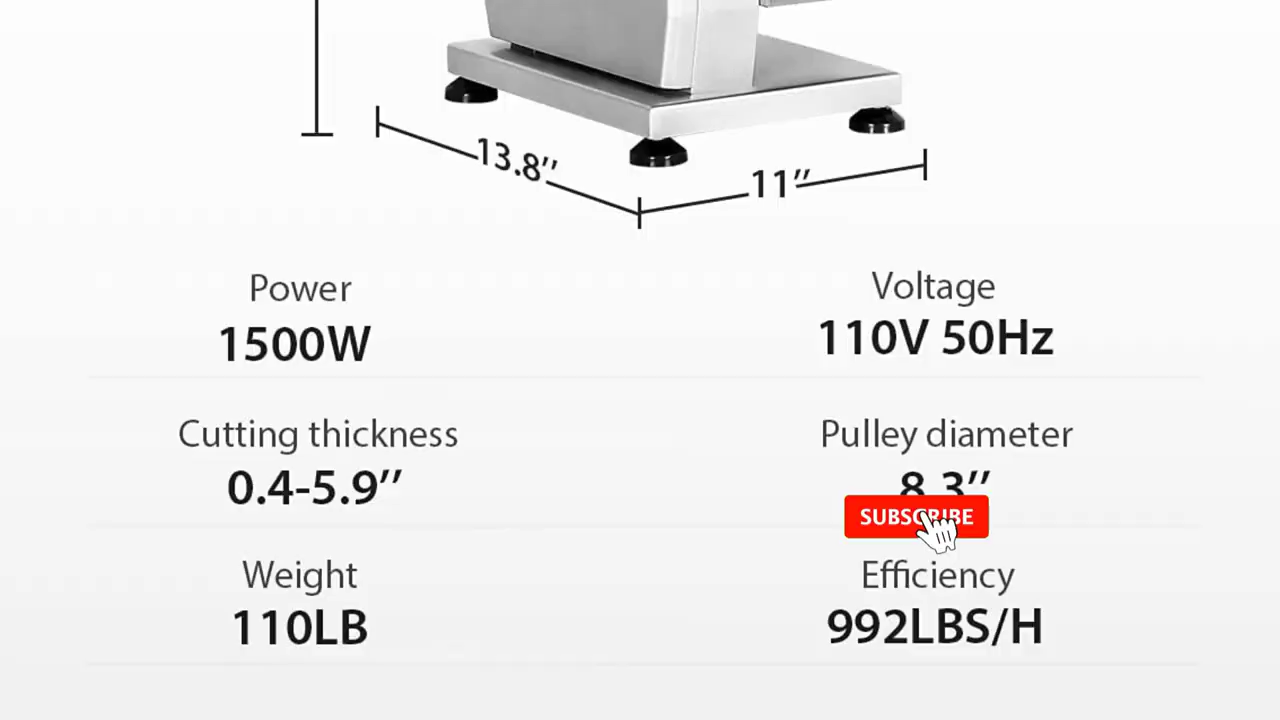 13.8’’
11’’
Power
1500W
Voltage
110V 50Hz
Cutting thickness
0.4-5.9’’
Pulley diameter
8.3’’
SUBSCRIBE
Weight
110LB
Efficiency
992LBS/H